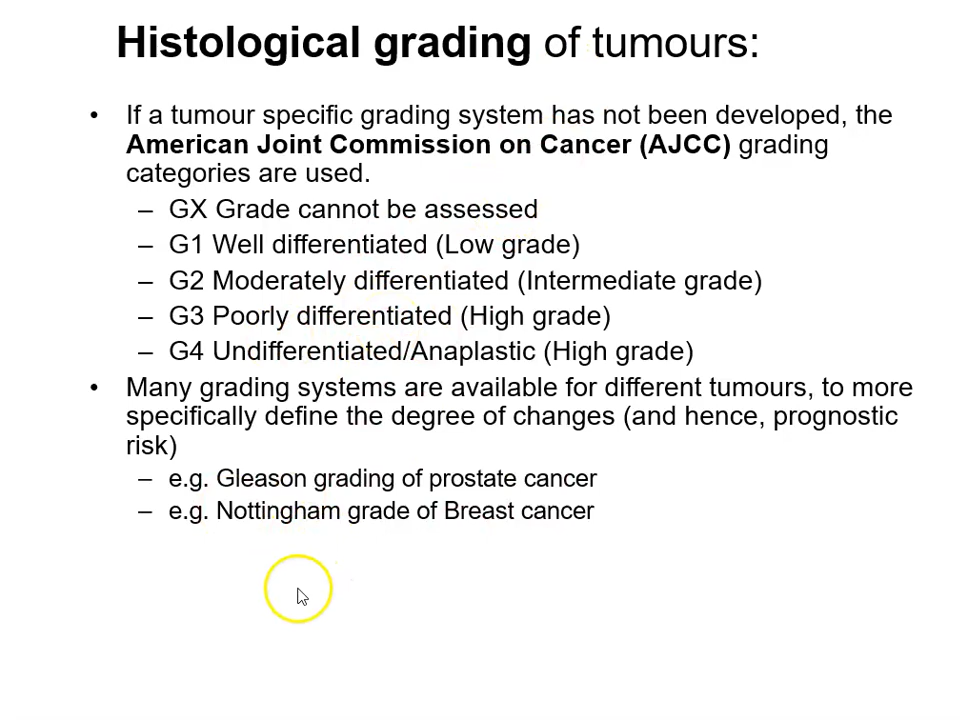 Histological grading of tumours:
• If a tumour specific grading system has not been developed, the
American Joint Commission on Cancer (AJCC) grading
categories are used.
– GX Grade cannot be assessed
– G1 Well differentiated (Low grade)
– G2 Moderately differentiated (Intermediate grade)
– G3 Poorly differentiated (High grade)
– G4 Undifferentiated/Anaplastic (High grade)
• Many grading systems are available for different tumours, to more
specifically define the degree of changes (and hence, prognostic
risk)
– e.g. Gleason grading of prostate cancer
– e.g. Nottingham grade of Breast cancer